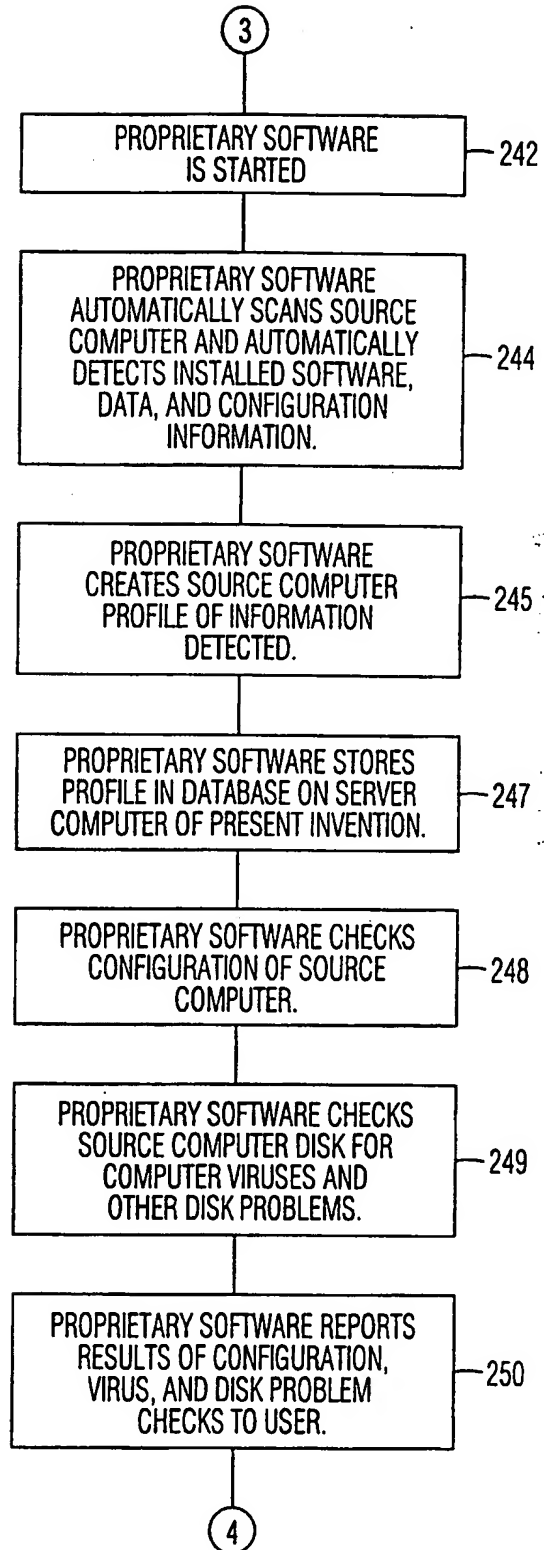 3
PROPRIETARY SOFTWARE
IS STARTED
242
PROPRIETARY SOFTWARE
AUTOMATICALLY SCANS SOURCE
COMPUTER AND AUTOMATICALLY
DETECTS INSTALLED SOFTWARE,
DATA, AND CONFIGURATION
INFORMATION.
244
PROPRIETARY SOFTWARE
CREATES SOURCE COMPUTER
PROFILE OF INFORMATION
DETECTED.
245
PROPRIETARY SOFTWARE STORES
PROFILE IN DATABASE ON SERVER
COMPUTER OF PRESENT INVENTION.
247
PROPRIETARY SOFTWARE CHECKS
CONFIGURATION OF SOURCE
COMPUTER.
248
PROPRIETARY SOFTWARE CHECKS
SOURCE COMPUTER DISK FOR
COMPUTER VIRUSES AND
OTHER DISK PROBLEMS.
249
PROPRIETARY SOFTWARE REPORTS
RESULTS OF CONFIGURATION,
VIRUS, AND DISK PROBLEM
CHECKS TO USER.
250
4